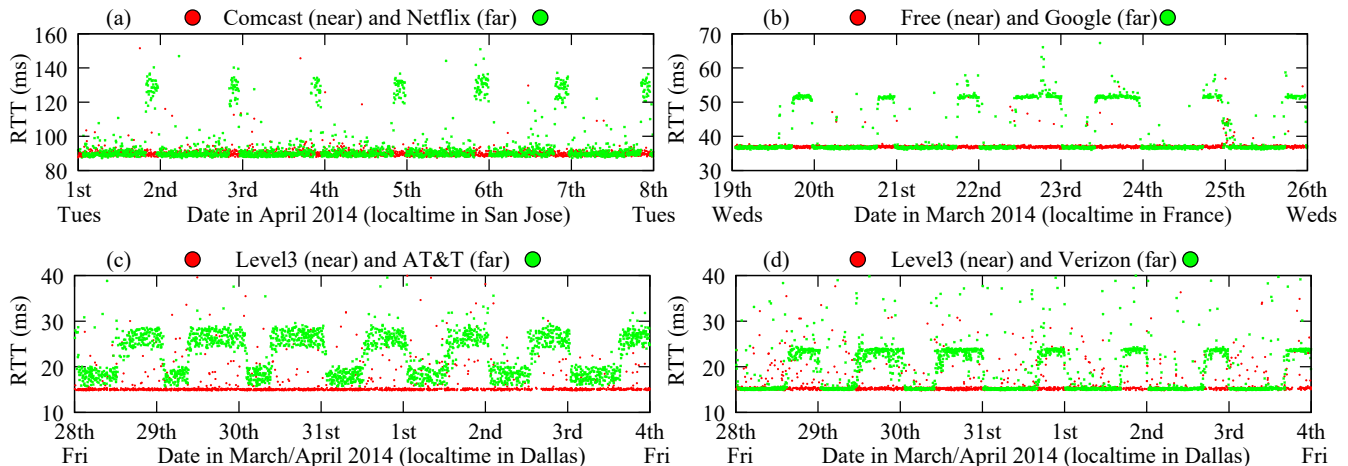 (a) Comcast (near) and Netflix (far)
RTT (ms)
160
140
120
100
80
1st 2nd 3rd 4th 5th 6th 7th 8th
Tues Date in April 2014 (localtime in San Jose) Tues
(b) Free (near) and Google (far)
RTT (ms)
70
60
50
40
30
19th 20th 21st 22nd 23rd 24th 25th 26th
Weds Date in March 2014 (localtime in France) Weds
(c) Level3 (near) and AT&T (far)
RTT (ms)
40
30
20
10
28th 29th 30th 31st 1st 2nd 3rd 4th
Fri Date in March/April 2014 (localtime in Dallas) Fri
(d) Level3 (near) and Verizon (far)
RTT (ms)
40
30
20
10
28th 29th 30th 31st 1st 2nd 3rd 4th
Fri Date in March/April 2014 (localtime in Dallas) Fri